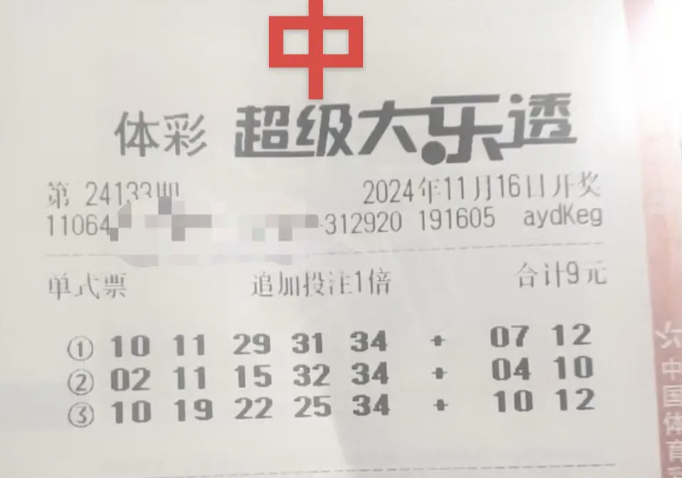 中
体彩 超级大乐透
第 24133期 2024年11月16日开奖
11064 -312920 191605 aydKeg
单式票 追加投注1倍 合计9元
① 10 11 29 31 34 + 07 12
② 02 11 15 32 34 + 04 10
③ 10 19 22 25 34 + 10 12
中国体育